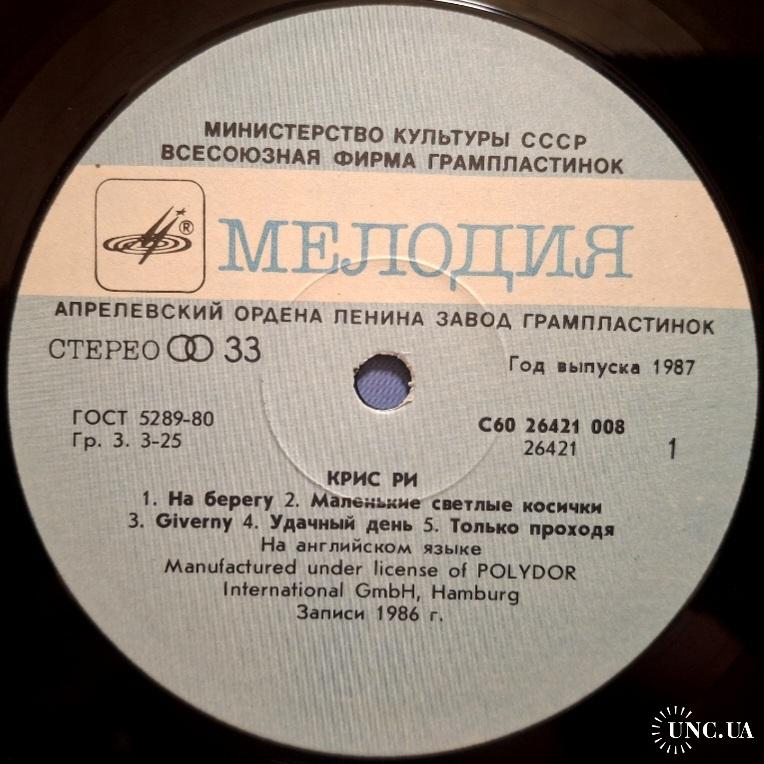 МИНИСТЕРСТВО КУЛЬТУРЫ СССР
ВСЕСОЮЗНАЯ ФИРМА ГРАМПЛАСТИНОК
® МЕЛОДИЯ
АПРЕЛЕВСКИЙ ОРДЕНА ЛЕНИНА ЗАВОД ГРАМПЛАСТИНОК
СТЕРЕО 33
Год выпуска 1987
ГОСТ 5289-80
Гр. 3. 3-25
С60 26421 008
26421
1
КРИС РИ
1. На берегу 2. Маленькие светлые косички
3. Giverny 4. Удачный день 5. Только проходя
На английском языке
Manufactured under license of POLYDOR
International GmbH, Hamburg
Записи 1986 г.
UNC.UA